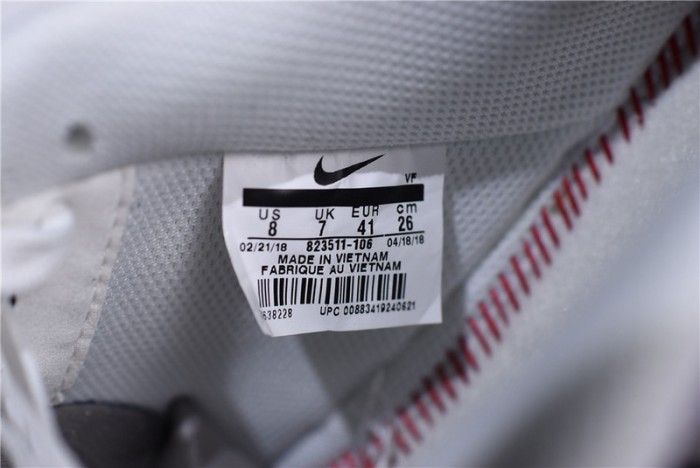 VF
US UK EUR cm
8 7 41 26
02/21/18 823511-106 04/18/18
MADE IN VIETNAM
FABRIQUE AU VIETNAM
638228 UPC 00883419240621